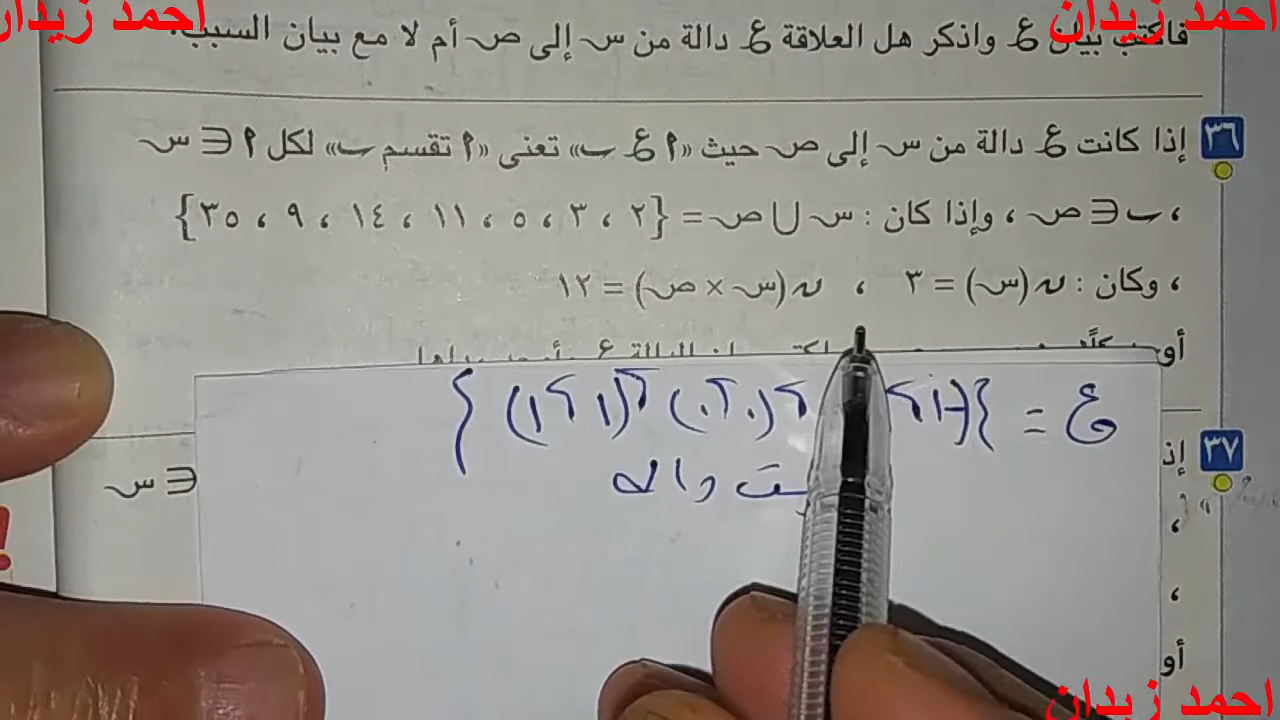 احمد زيدان
احمد زيدان
فاكتب بيان ع واذكر هل العلاقة ع دالة من س إلى ص أم لا مع بيان السبب.
٣٦ إذا كانت ع دالة من س إلى ص حيث «أ ع ب» تعنى «أ تقسم ب» لكل أ ∈ س
، ب ∈ ص ، وإذا كان : س ∪ ص = {٢ ، ٣ ، ٥ ، ١١ ، ١٤ ، ٩ ، ٣٥}
، وكان : ن(س) = ٣ ، ن(س × ص) = ١٢
ع = {
داله
٣٧ إذ
∈ س
،
،
أو
احمد زيدان